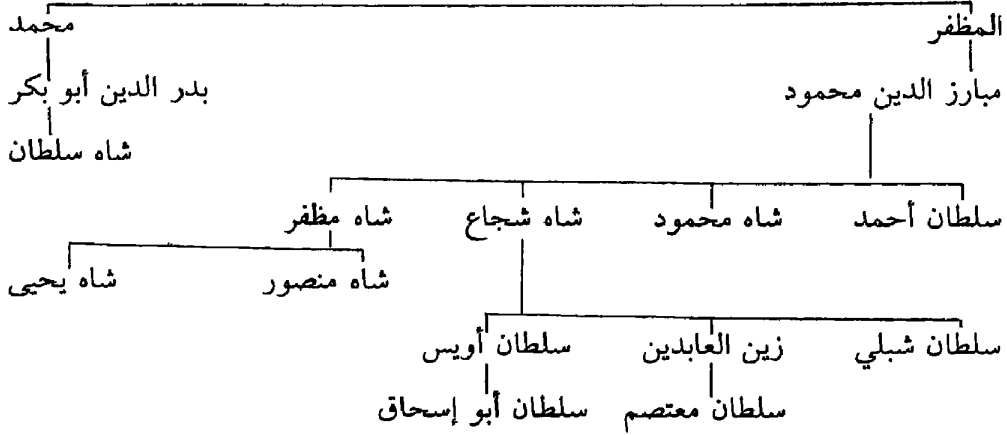 المظفر محمد
مبارز الدين محمود بدر الدين أبو بكر
شاه سلطان
سلطان أحمد شاه محمود شاه شجاع شاه مظفر
شاه منصور شاه يحيى
سلطان شبلي زين العابدين سلطان أويس
سلطان معتصم سلطان أبو إسحاق